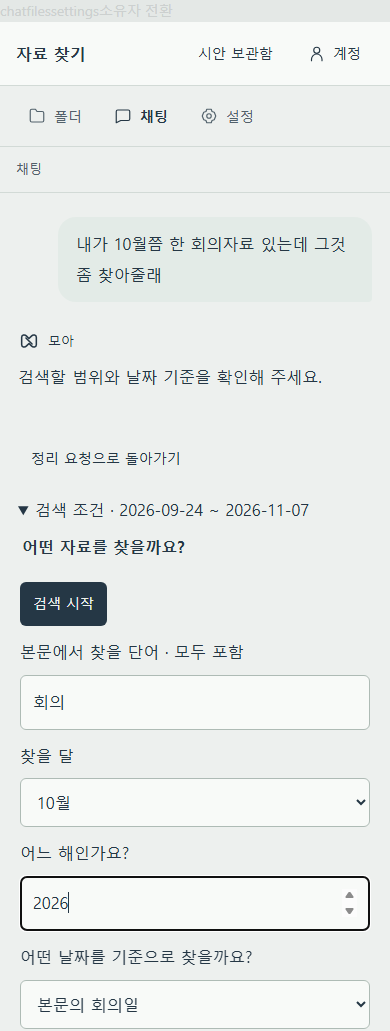 chatfilessettings소유자 전환
자료 찾기
시안 보관함
계정
폴더
채팅
설정
채팅
내가 10월쯤 한 회의자료 있는데 그것
좀 찾아줄래
모아
검색할 범위와 날짜 기준을 확인해 주세요.
정리 요청으로 돌아가기
▼ 검색 조건 · 2026-09-24 ~ 2026-11-07
어떤 자료를 찾을까요?
검색 시작
본문에서 찾을 단어 · 모두 포함
회의
찾을 달
10월
어느 해인가요?
2026
어떤 날짜를 기준으로 찾을까요?
본문의 회의일